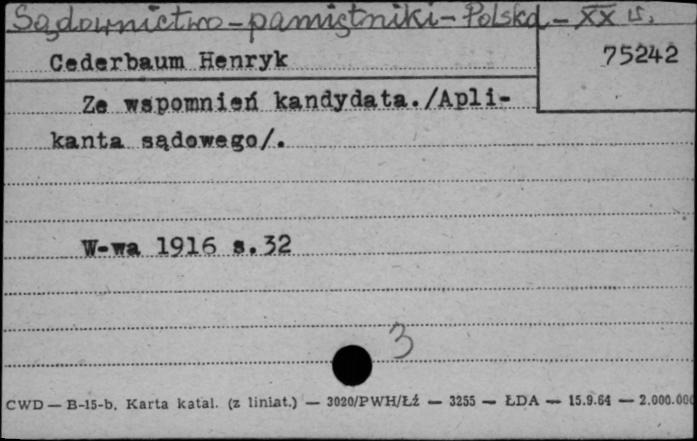 Sądownictwo - pamiętniki - Polska - XX w.
Cederbaum Henryk
75242
Ze wspomnień kandydata./Apli-
kanta sądowego/.
W-wa 1916 s.32
3
CWD — B-15-b. Karta katal. (z liniat.) — 3020/PWH/Łź — 3255 — ŁDA — 15.9.64 — 2.000.000